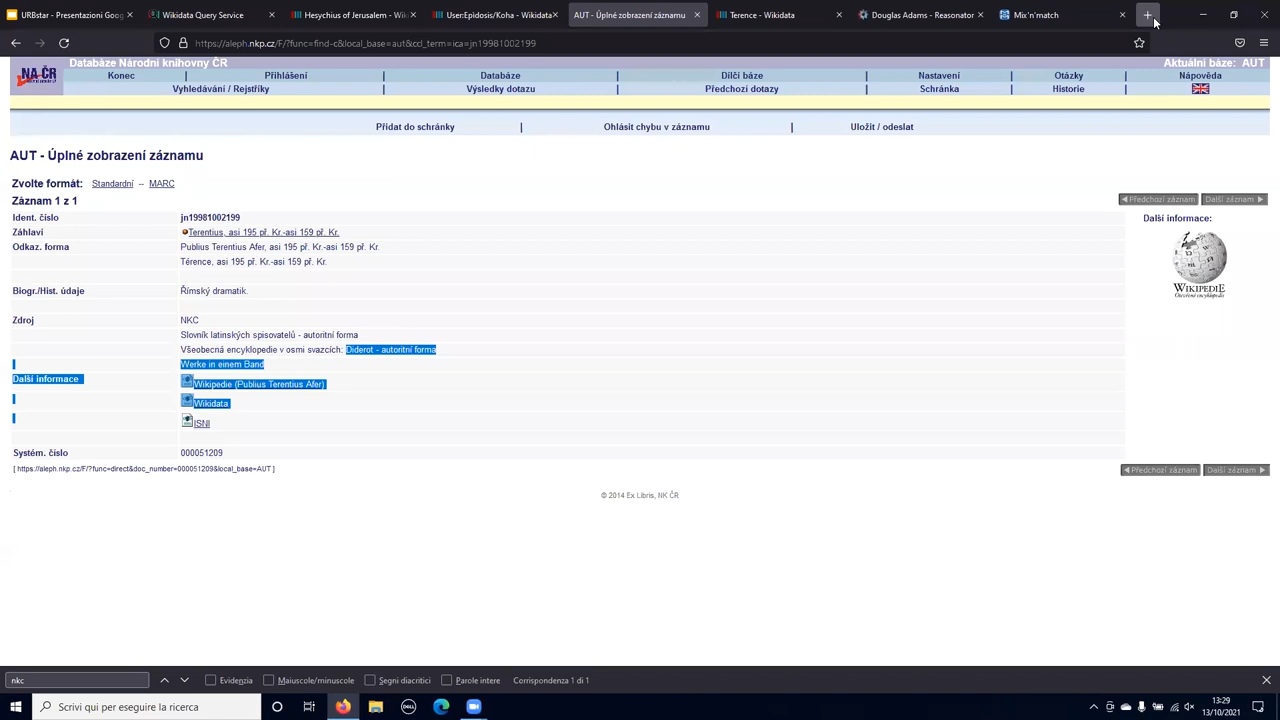 URBstar - Presentazioni Goo
Wikidata Query Service
Hesychius of Jerusalem - Wiki
User:Epìdosis/Koha - Wikidata
AUT - Úplné zobrazení záznamu
Terence - Wikidata
Douglas Adams - Reasonator
Mix'n'match
https://aleph.nkp.cz/F/?func=find-c&local_base=aut&ccl_term=ica=jn19981002199
NA:ČR
Databáze Národní knihovny ČR
Aktuální báze: AUT
Konec | Přihlášení | Databáze | Dílčí báze | Nastavení | Otázky | Nápověda
Vyhledávání / Rejstříky | Výsledky dotazu | Předchozí dotazy | Schránka | Historie |
Přidat do schránky | Ohlásit chybu v záznamu | Uložit / odeslat
AUT - Úplné zobrazení záznamu
Zvolte formát: Standardní -- MARC
Záznam 1 z 1
Předchozí záznam Další záznam
Ident. číslo jn19981002199
Další informace:
Záhlaví Terentius, asi 195 př. Kr.-asi 159 př. Kr.
Odkaz. forma Publius Terentius Afer, asi 195 př. Kr.-asi 159 př. Kr.
Térence, asi 195 př. Kr.-asi 159 př. Kr.
WIKIPEDIE
Otevřená encyklopedie
Biogr./Hist. údaje Římský dramatik.
Zdroj NKC
Slovník latinských spisovatelů - autoritní forma
Všeobecná encyklopedie v osmi svazcích: Diderot - autoritní forma
Werke in einem Band
Další informace Wikipedie (Publius Terentius Afer)
Wikidata
ISNI
Systém. číslo 000051209
[ https://aleph.nkp.cz/F/?func=direct&doc_number=000051209&local_base=AUT ]
Předchozí záznam Další záznam
© 2014 Ex Libris, NK ČR
nkc
Evidenzia
Maiuscole/minuscole
Segni diacritici
Parole intere
Corrispondenza 1 di 1
Scrivi qui per eseguire la ricerca
DELL
13:29
13/10/2021